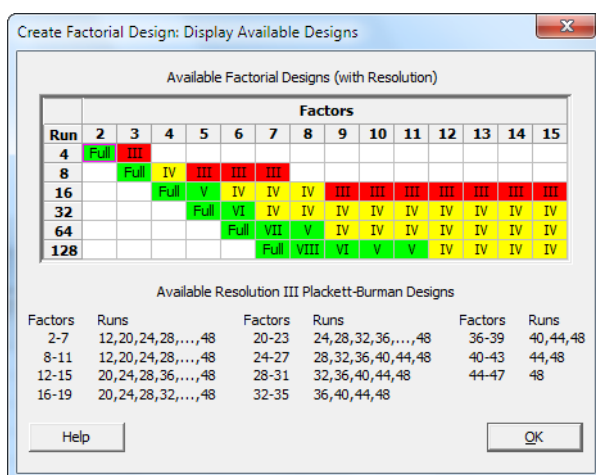 Create Factorial Design: Display Available Designs
Available Factorial Designs (with Resolution)
Factors
Run 2 3 4 5 6 7 8 9 10 11 12 13 14 15
4 Full III
8 Full IV III III III
16 Full V IV IV IV III III III III III III III
32 Full VI IV IV IV IV IV IV IV IV IV
64 Full VII V IV IV IV IV IV IV IV
128 Full VIII VI V V IV IV IV IV
Available Resolution III Plackett-Burman Designs
Factors Runs Factors Runs Factors Runs
2-7 12,20,24,28,...,48 20-23 24,28,32,36,...,48 36-39 40,44,48
8-11 12,20,24,28,...,48 24-27 28,32,36,40,44,48 40-43 44,48
12-15 20,24,28,36,...,48 28-31 32,36,40,44,48 44-47 48
16-19 20,24,28,32,...,48 32-35 36,40,44,48
Help OK